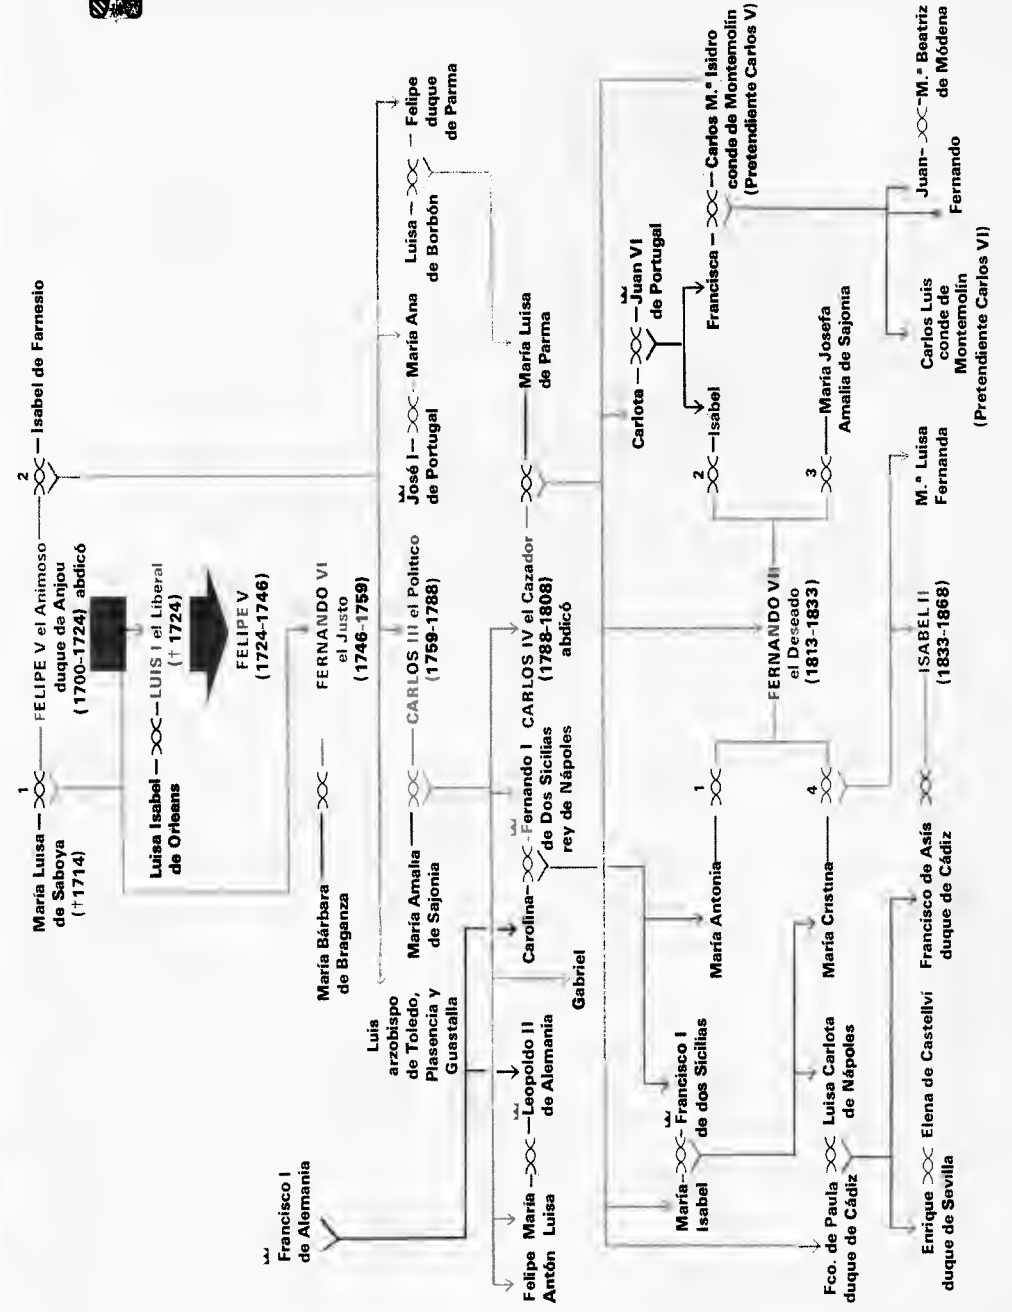 1
2
María Luisa
de Saboya
(†1714)
FELIPE V el Animoso
duque de Anjou
(1700-1724) abdicó
Isabel de Farnesio
Luisa Isabel
de Orleans
LUIS I el Liberal
(† 1724)
FELIPE V
(1724-1746)
Francisco I
de Alemania
María Bárbara
de Braganza
FERNANDO VI
el Justo
(1746-1759)
Luis
arzobispo
de Toledo,
Plasencia y
Guastalla
María Amalia
de Sajonia
CARLOS III el Político
(1759-1788)
José I
de Portugal
María Ana
Luisa
de Borbón
Felipe
duque
de Parma
Felipe
Antón
María
Luisa
Leopoldo II
de Alemania
Gabriel
Carolina
Fernando I
de Dos Sicilias
rey de Nápoles
CARLOS IV el Cazador
(1788-1808)
abdicó
María Luisa
de Parma
Carlota
Juan VI
de Portugal
María
Isabel
Francisco I
de dos Sicilias
María Antonia
1
2
Isabel
Francisca
Carlos M.ª Isidro
conde de Montemolín
(Pretendiente Carlos V)
FERNANDO VII
el Deseado
(1813-1833)
Fco. de Paula
duque de Cádiz
Luisa Carlota
de Nápoles
María Cristina
4
3
María Josefa
Amalia de Sajonia
Enrique
duque de Sevilla
Elena de Castellví
Francisco de Asís
duque de Cádiz
ISABEL II
(1833-1868)
M.ª Luisa
Fernanda
Carlos Luis
conde de
Montemolín
(Pretendiente Carlos VI)
Fernando
Juan
M.ª Beatriz
de Módena